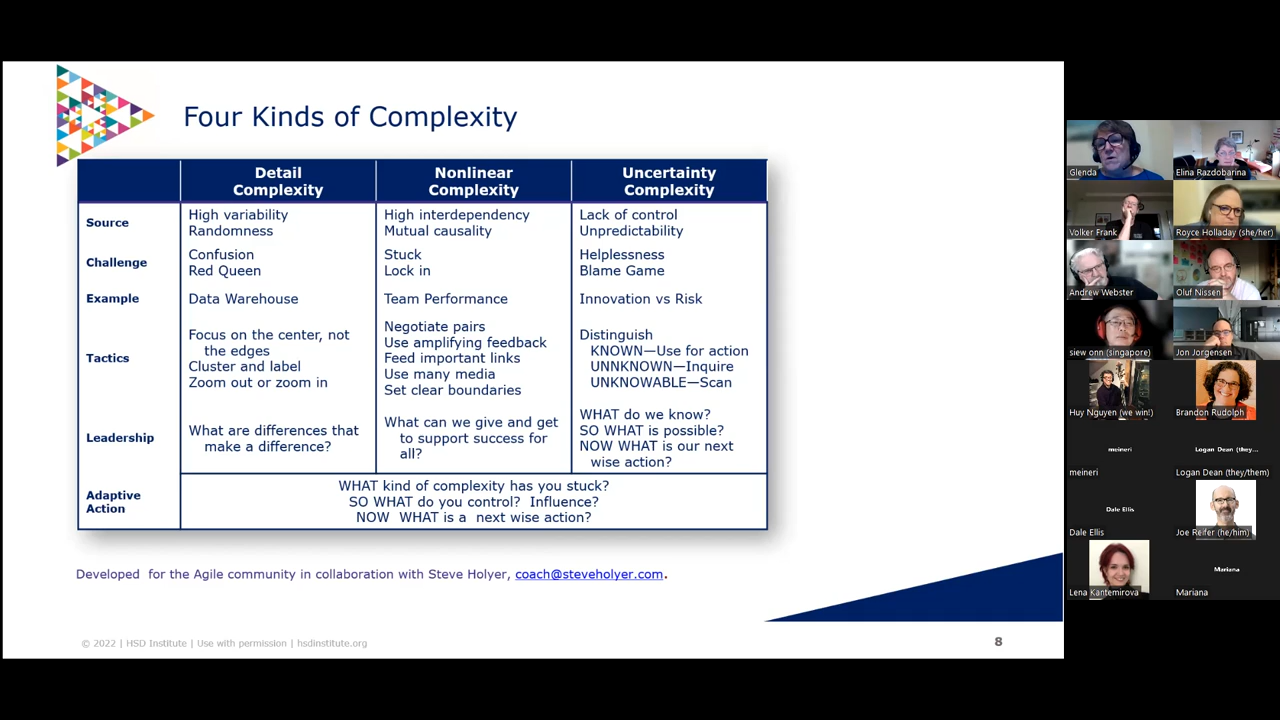 Four Kinds of Complexity
Detail
Complexity
Nonlinear
Complexity
Uncertainty
Complexity
Source
High variability
Randomness
High interdependency
Mutual causality
Lack of control
Unpredictability
Challenge
Confusion
Red Queen
Stuck
Lock in
Helplessness
Blame Game
Example
Data Warehouse
Team Performance
Innovation vs Risk
Tactics
Focus on the center, not
the edges
Cluster and label
Zoom out or zoom in
Negotiate pairs
Use amplifying feedback
Feed important links
Use many media
Set clear boundaries
Distinguish
KNOWN—Use for action
UNNKNOWN—Inquire
UNKNOWABLE—Scan
Leadership
What are differences that
make a difference?
What can we give and get
to support success for
all?
WHAT do we know?
SO WHAT is possible?
NOW WHAT is our next
wise action?
Adaptive
Action
WHAT kind of complexity has you stuck?
SO WHAT do you control? Influence?
NOW WHAT is a next wise action?
Developed for the Agile community in collaboration with Steve Holyer, coach@steveholyer.com.
© 2022 | HSD Institute | Use with permission | hsdinstitute.org
8
Glenda
Elina Razdobarina
Volker Frank
Royce Holladay (she/her)
Andrew Webster
Oluf Nissen
siew onn (singapore)
Jon Jorgensen
Huy Nguyen (we win!)
Brandon Rudolph
meineri
meineri
Logan Dean (they...
Logan Dean (they/them)
Dale Ellis
Dale Ellis
Joe Reifer (he/him)
Lena Kantemirova
Mariana
Mariana